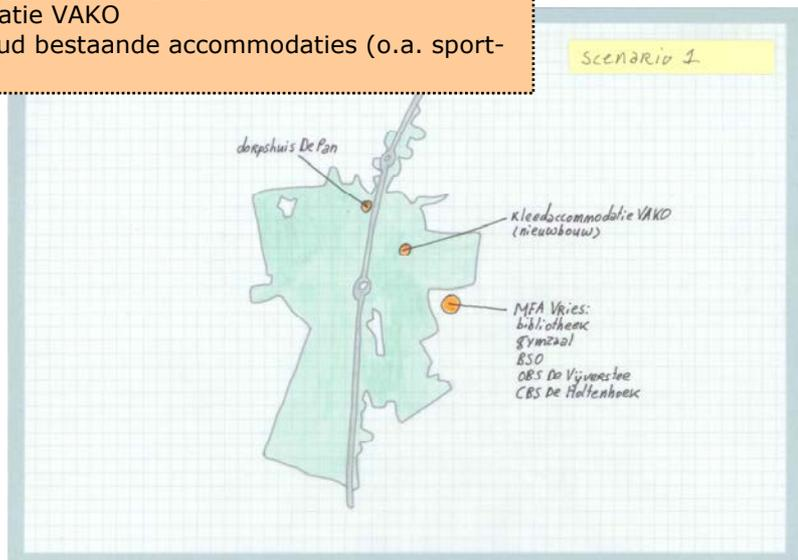 atie VAKO
ud bestaande accommodaties (o.a. sport-
scenario 1
dorpshuis De Pan
kleedaccommodatie VAKO
(nieuwbouw)
MFA Vries:
bibliotheek
gymzaal
BSO
OBS De Vijverstee
CBS De Holtenhoek